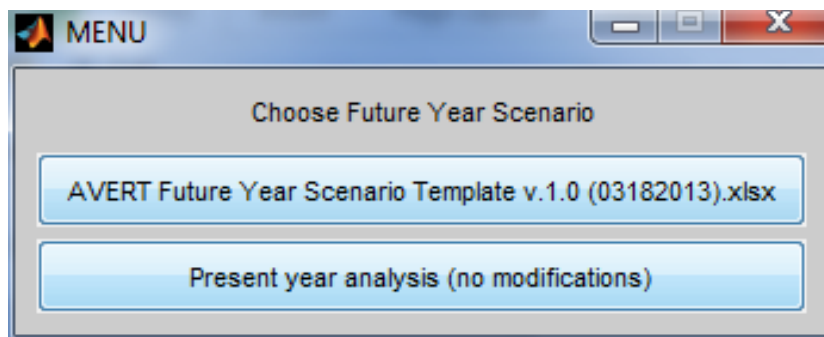 MENU
Choose Future Year Scenario
AVERT Future Year Scenario Template v.1.0 (03182013).xlsx
Present year analysis (no modifications)